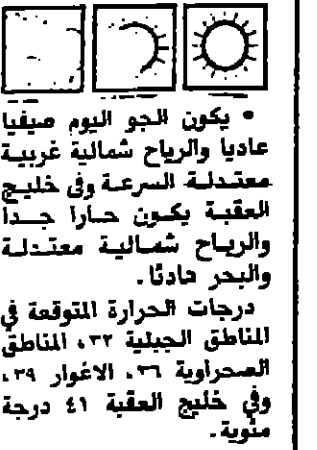 • يكون الجو اليوم صيفيا
عاديا والرياح شمالية غربية
معتدلة السرعة وفي خليج
العقبة يكون حارا جدا
والرياح شمالية معتدلة
والبحر هادئا.
درجات الحرارة المتوقعة في
المناطق الجبلية ٣٢، المناطق
الصحراوية ٣٦، الاغوار ٣٩،
وفي خليج العقبة ٤١ درجة
مئوية.